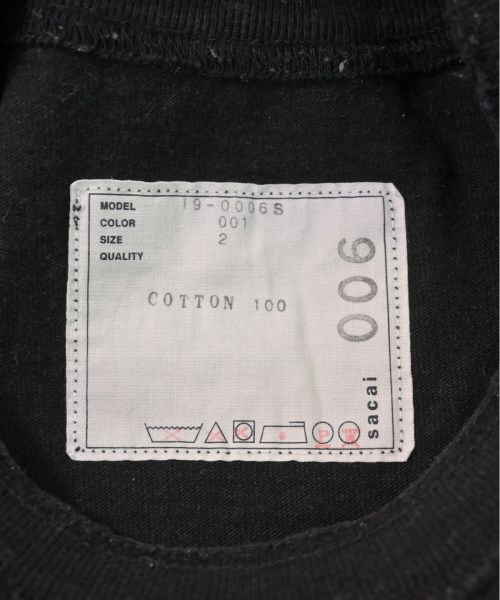 MODEL 19-0006S
COLOR 001
SIZE 2
QUALITY
COTTON 100
006
sacai
P